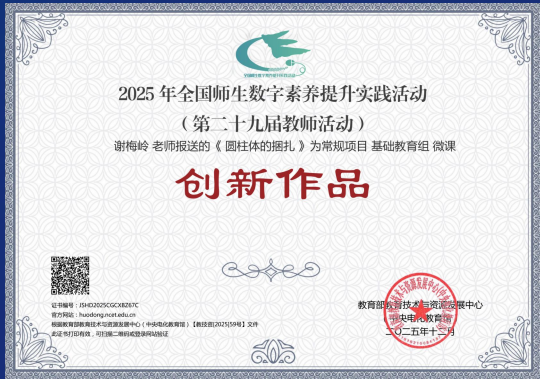 2025 年全国师生数字素养提升实践活动
（第二十九届教师活动）
谢梅岭 老师报送的《 圆柱体的捆扎 》为常规项目 基础教育组 微课
创新作品
证书编号：JSHD2025CGCXBZ67C
官方网站：huodong.ncet.edu.cn
根据教育部教育技术与资源发展中心（中央电化教育馆）【教技资[2025]59号】文件
此证书打印有效，可扫描二维码或登录网站验证
教育部教育技术与资源发展中心
中央电化教育馆
二〇二五年十二月